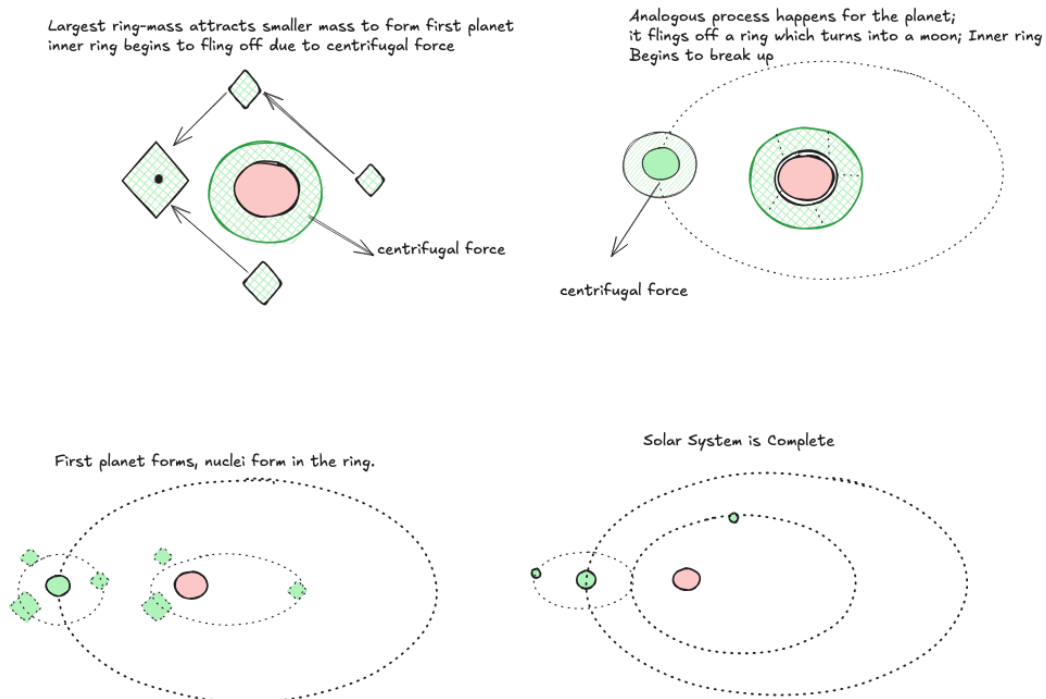 Largest ring-mass attracts smaller mass to form first planet
inner ring begins to fling off due to centrifugal force
centrifugal force
Analogous process happens for the planet;
it flings off a ring which turns into a moon; Inner ring
Begins to break up
centrifugal force
First planet forms, nuclei form in the ring.
Solar System is Complete